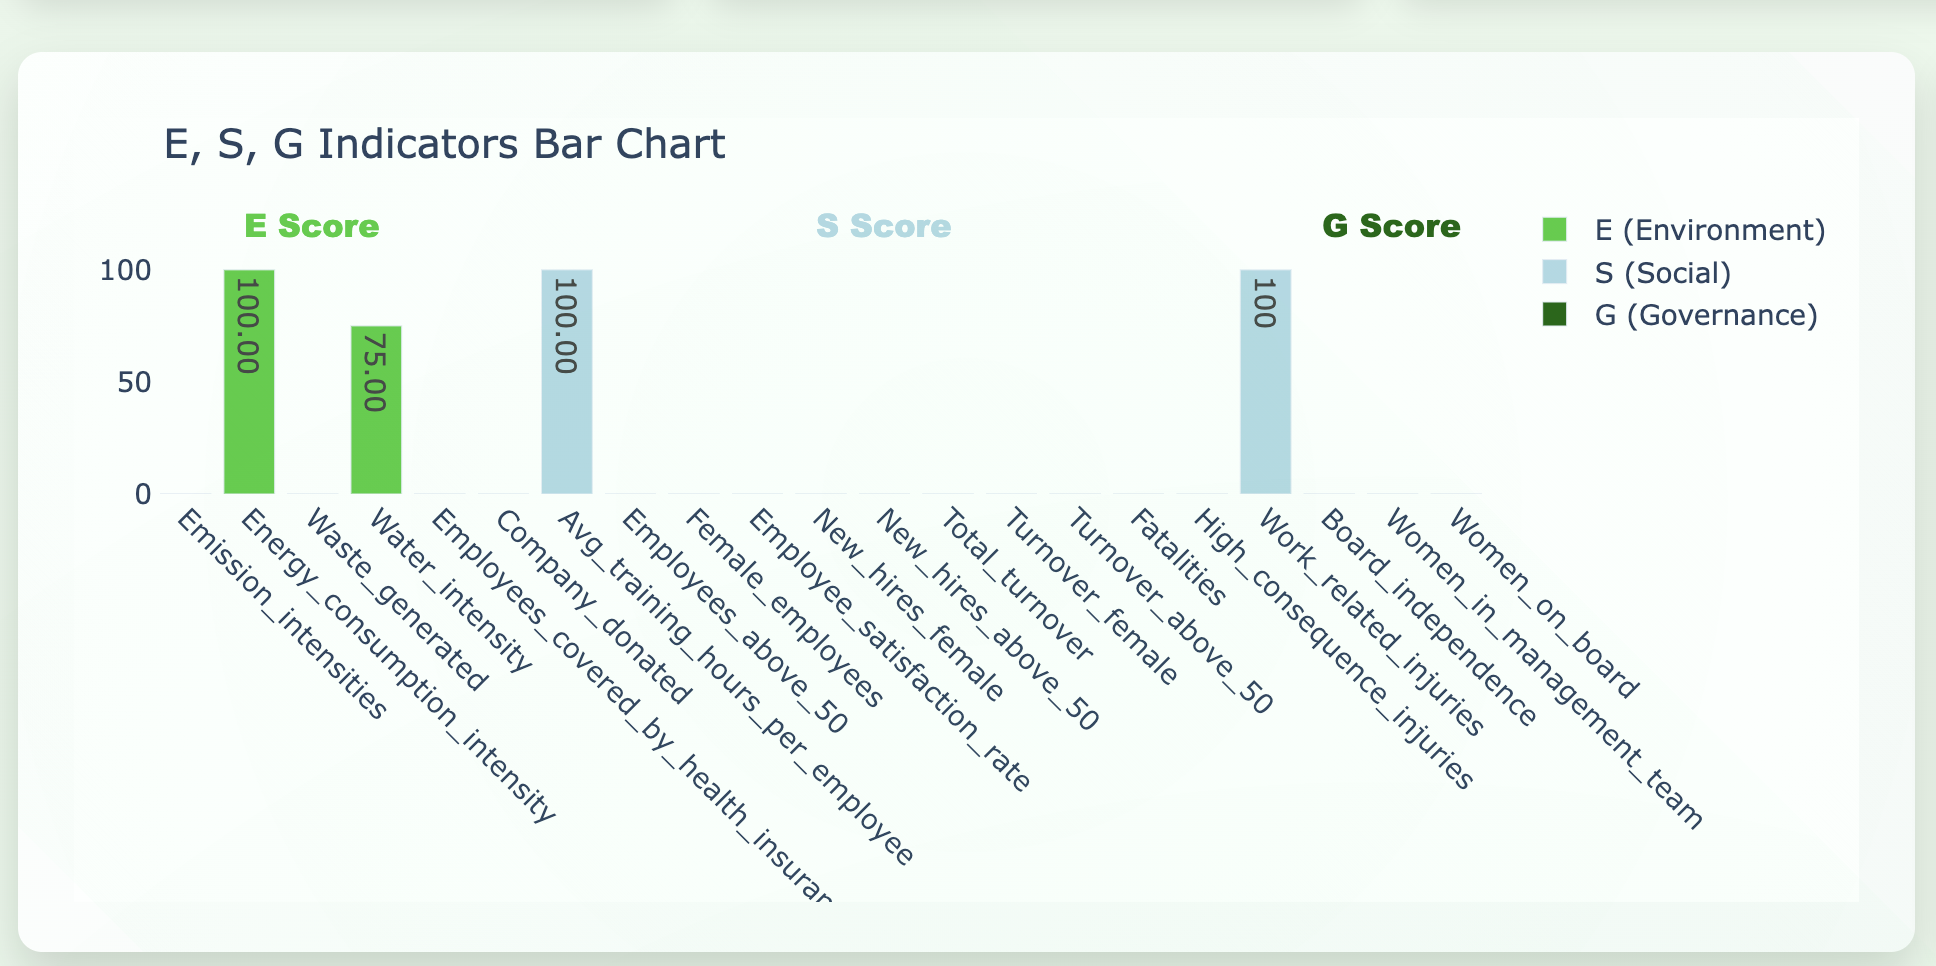 E, S, G Indicators Bar Chart
E Score
S Score
G Score
E (Environment)
S (Social)
G (Governance)
100
50
0
100.00
75.00
100.00
100
Emission_intensities
Energy_consumption_intensity
Waste_generated
Water_intensity
Employees_covered_by_health_insuran
Company_donated
Avg_training_hours_per_employee
Employees_above_50
Female_employees
Employee_satisfaction_rate
New_hires_female
New_hires_above_50
Total_turnover
Turnover_female
Turnover_above_50
Fatalities
High_consequence_injuries
Work_related_injuries
Board_independence
Women_in_management_team
Women_on_board